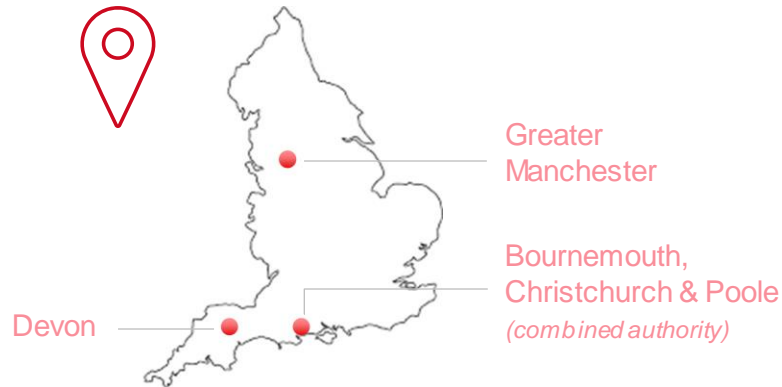 Greater
Manchester
Bournemouth,
Christchurch & Poole
(combined authority)
Devon